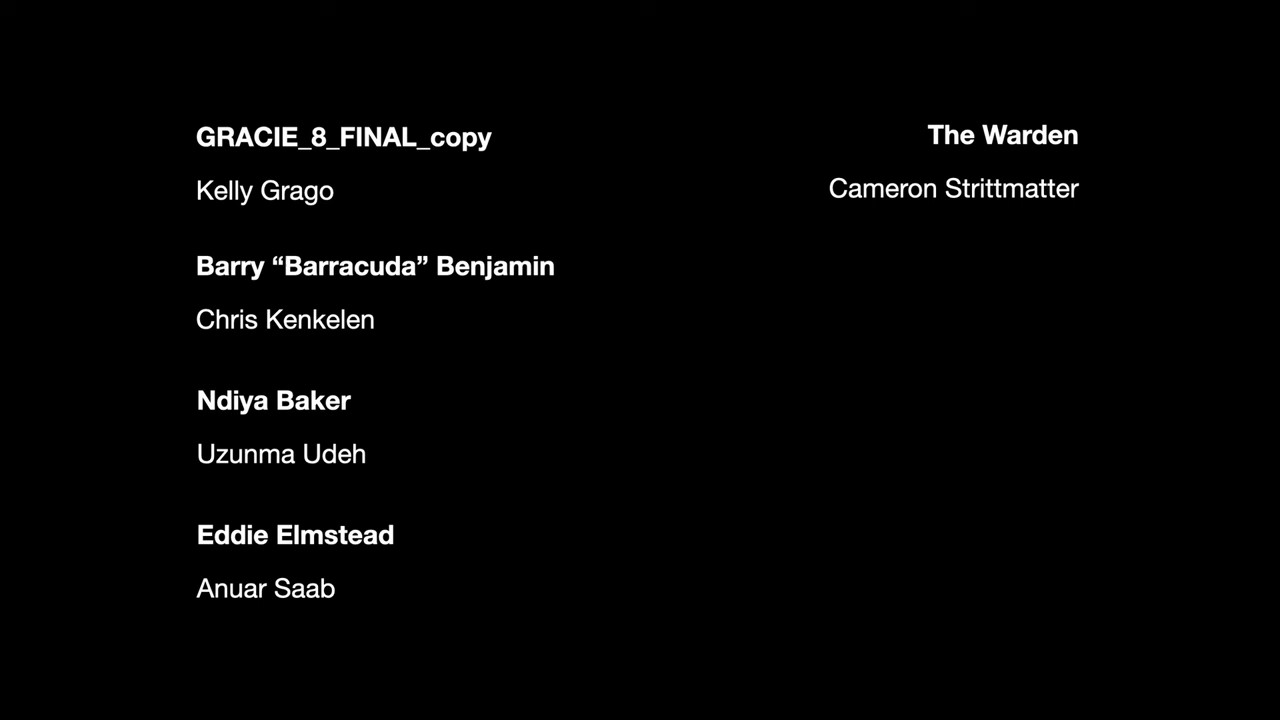 GRACIE_8_FINAL_copy
Kelly Grago
Barry “Barracuda” Benjamin
Chris Kenkelen
Ndiya Baker
Uzunma Udeh
Eddie Elmstead
Anuar Saab
The Warden
Cameron Strittmatter